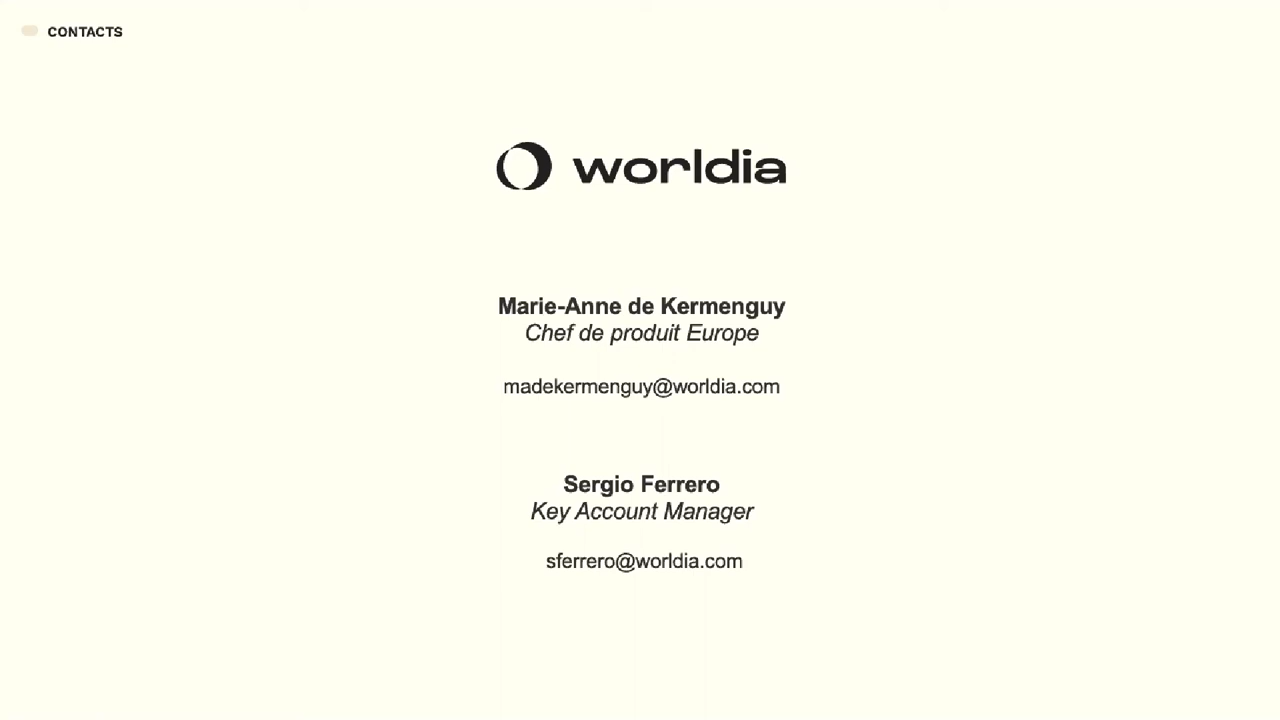 CONTACTS
worldia
Marie-Anne de Kermenguy
Chef de produit Europe
madekermenguy@worldia.com
Sergio Ferrero
Key Account Manager
sferrero@worldia.com